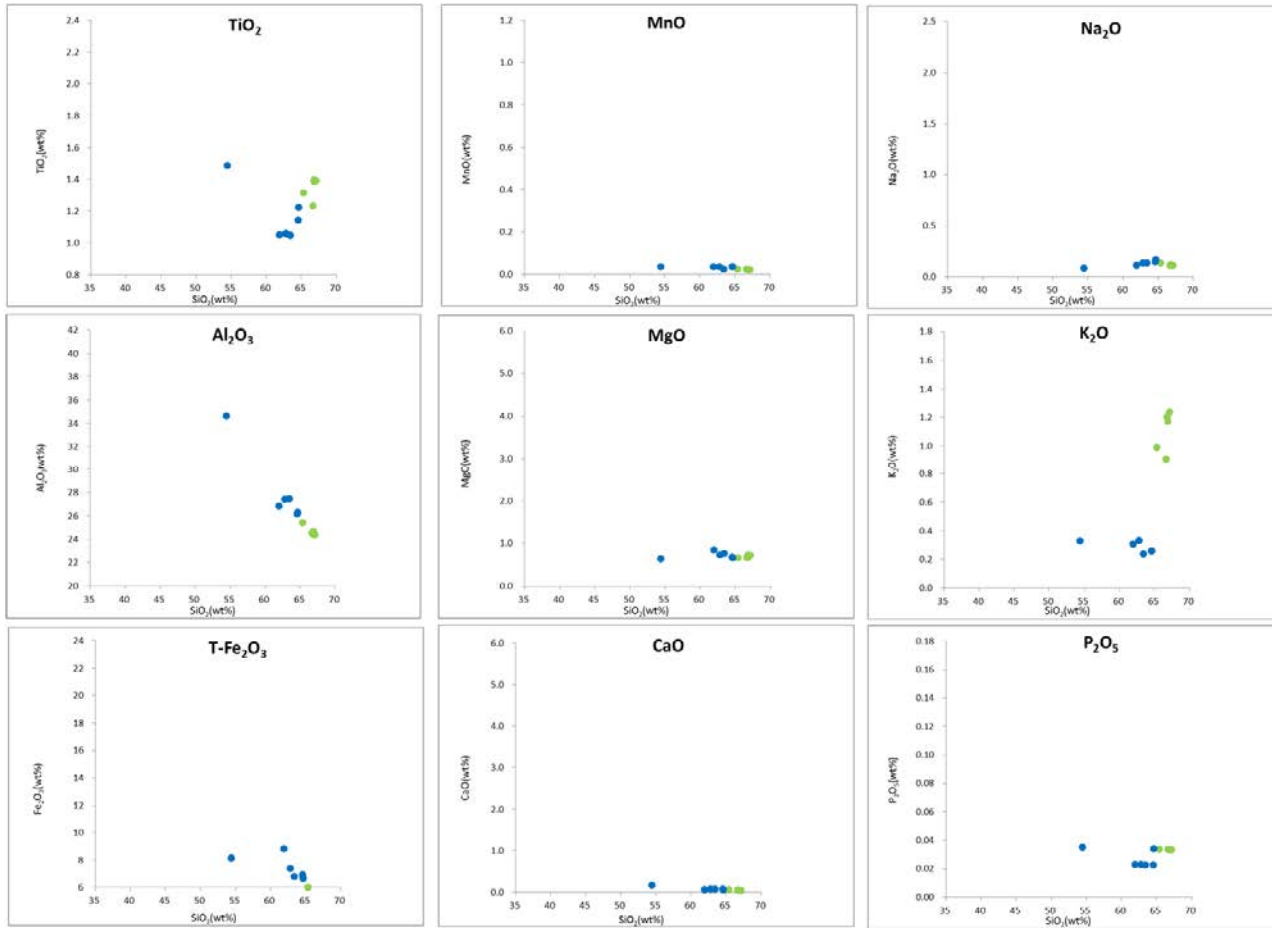 TiO₂
2.4
2.2
2.0
1.8
1.6
1.4
1.2
1.0
0.8
TiO₂(wt%)
35 40 45 50 55 60 65 70
SiO₂(wt%)
MnO
1.2
1.0
0.8
0.6
0.4
0.2
0.0
MnO(wt%)
35 40 45 50 55 60 65 70
SiO₂(wt%)
Na₂O
2.5
2.0
1.5
1.0
0.5
0.0
Na₂O(wt%)
35 40 45 50 55 60 65 70
SiO₂(wt%)
Al₂O₃
42
40
38
36
34
32
30
28
26
24
22
20
Al₂O₃(wt%)
35 40 45 50 55 60 65 70
SiO₂(wt%)
MgO
6.0
5.0
4.0
3.0
2.0
1.0
0.0
MgO(wt%)
35 40 45 50 55 60 65 70
SiO₂(wt%)
K₂O
1.8
1.6
1.4
1.2
1.0
0.8
0.6
0.4
0.2
0.0
K₂O(wt%)
35 40 45 50 55 60 65 70
SiO₂(wt%)
T-Fe₂O₃
24
22
20
18
16
14
12
10
8
6
Fe₂O₃(wt%)
35 40 45 50 55 60 65 70
SiO₂(wt%)
CaO
6.0
5.0
4.0
3.0
2.0
1.0
0.0
CaO(wt%)
35 40 45 50 55 60 65 70
SiO₂(wt%)
P₂O₅
0.18
0.16
0.14
0.12
0.10
0.08
0.06
0.04
0.02
0.00
P₂O₅(wt%)
35 40 45 50 55 60 65 70
SiO₂(wt%)